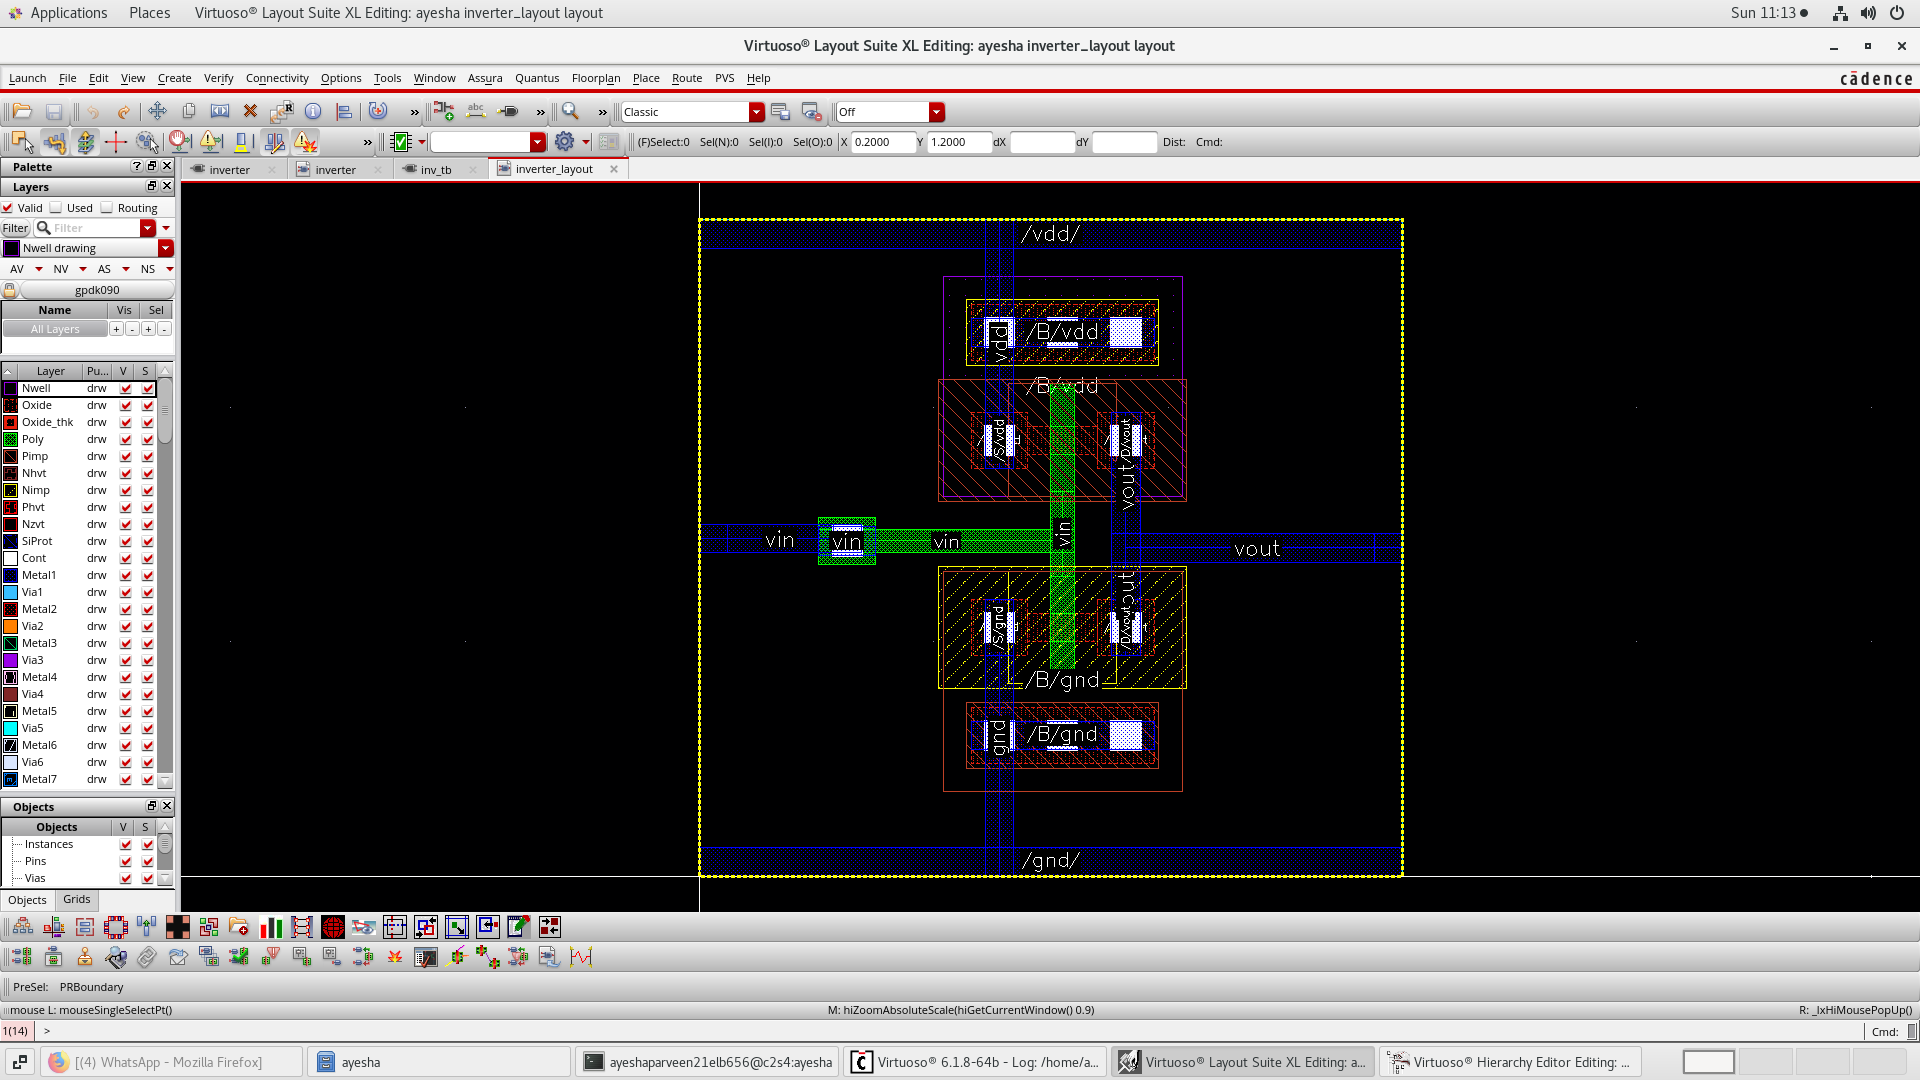 Applications Places Virtuoso® Layout Suite XL Editing: ayesha inverter_layout layout Sun 11:13
Virtuoso® Layout Suite XL Editing: ayesha inverter_layout layout
Launch File Edit View Create Verify Connectivity Options Tools Window Assura Quantus Floorplan Place Route PVS Help cādence
» abc » » Classic Off
» (F)Select:0 Sel(N):0 Sel(I):0 Sel(O):0 X 0.2000 Y 1.2000 dX dY Dist: Cmd:
Palette
inverter inverter inv_tb inverter_layout
Layers
Valid Used Routing
Filter Filter
Nwell drawing
AV NV AS NS
gpdk090
Name Vis Sel
All Layers + - + -
Layer Pu... V S
Nwell drw
Oxide drw
Oxide_thk drw
Poly drw
Pimp drw
Nhvt drw
Nimp drw
Phvt drw
Nzvt drw
SiProt drw
Cont drw
Metal1 drw
Via1 drw
Metal2 drw
Via2 drw
Metal3 drw
Via3 drw
Metal4 drw
Via4 drw
Metal5 drw
Via5 drw
Metal6 drw
Via6 drw
Metal7 drw
Objects
Objects V S
Instances
Pins
Vias
Objects Grids
/vdd/
vdd /B/vdd
/B/vdd
/S/vdd /D/vout
vout
vin vin vin vin vout
vout
/S/gnd /D/vout
/B/gnd
gnd /B/gnd
/gnd/
PreSel: PRBoundary
mouse L: mouseSingleSelectPt() M: hiZoomAbsoluteScale(hiGetCurrentWindow() 0.9) R: _lxHiMousePopUp()
1(14) > Cmd:
[(4) WhatsApp - Mozilla Firefox] ayesha ayeshaparveen21elb656@c2s4:ayesha Virtuoso® 6.1.8-64b - Log: /home/a... Virtuoso® Layout Suite XL Editing: a... Virtuoso® Hierarchy Editor Editing: ...